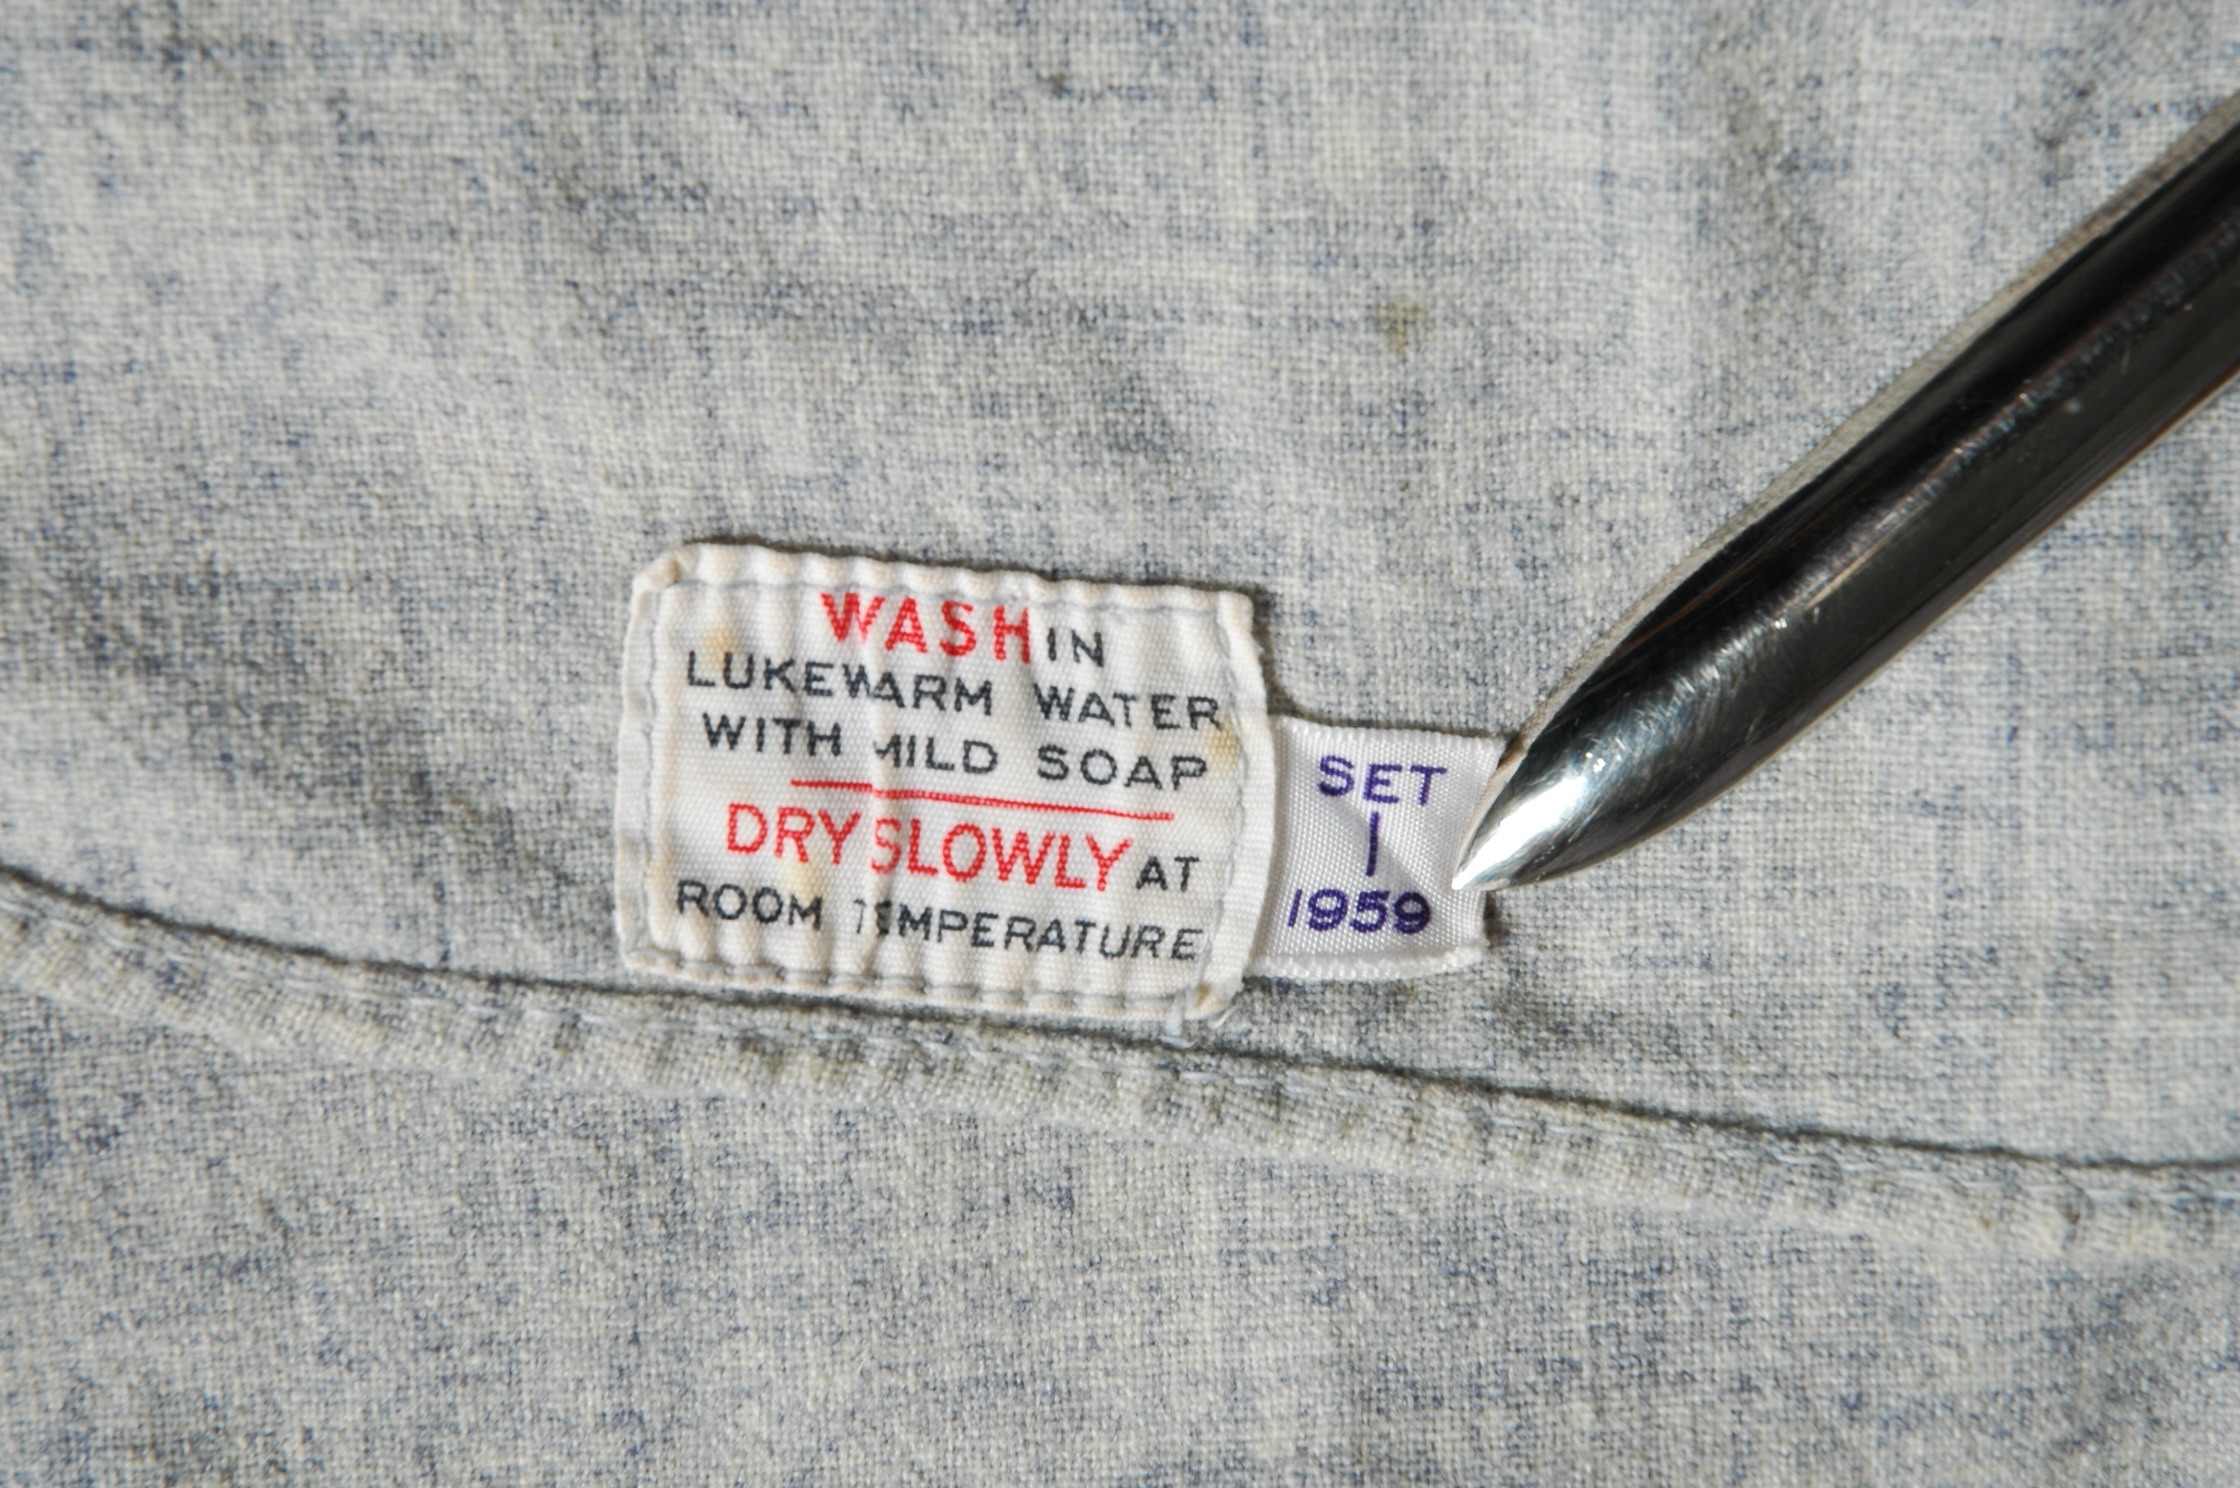 WASH IN
LUKEWARM WATER
WITH MILD SOAP
DRY SLOWLY AT
ROOM TEMPERATURE
SET
1
1959